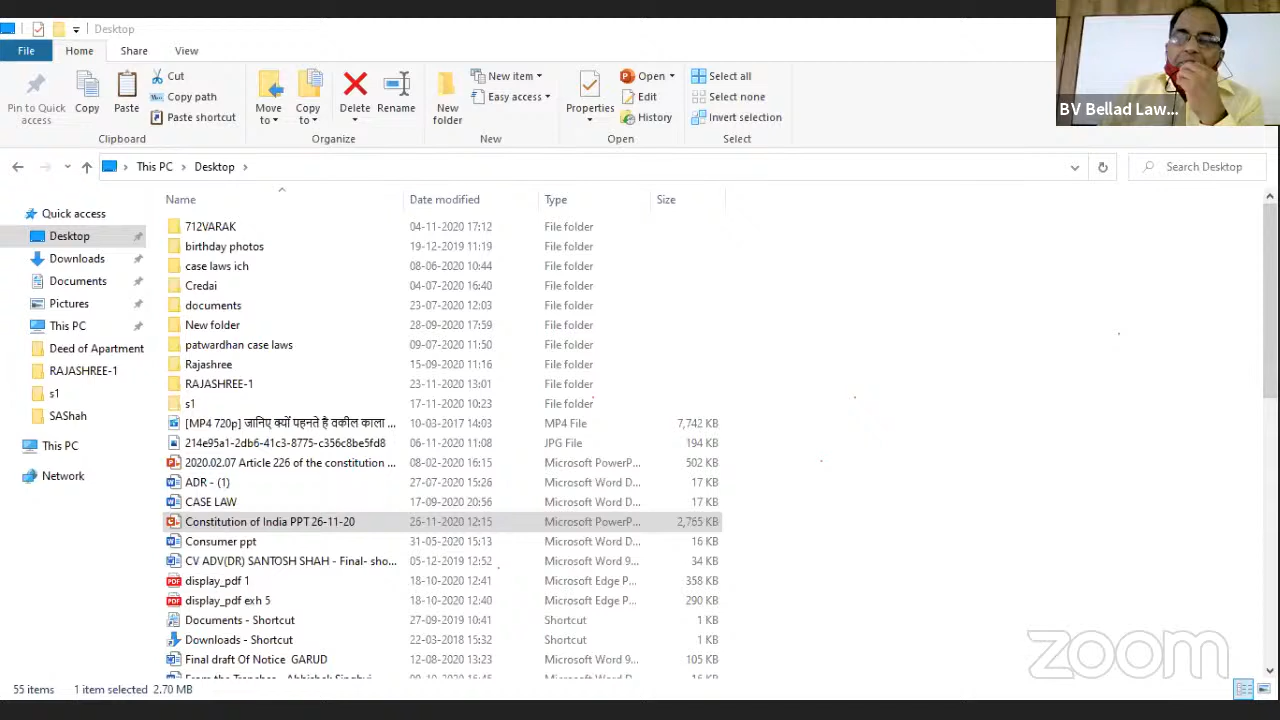 Desktop
File Home Share View
Pin to Quick access
Copy
Paste
Cut
Copy path
Paste shortcut
Clipboard
Move to
Copy to
Delete
Rename
Organize
New folder
New item
Easy access
New
Properties
Open
Edit
History
Open
Select all
Select none
Invert selection
Select
BV Bellad Law...
This PC > Desktop >
Search Desktop
Quick access
Desktop
Downloads
Documents
Pictures
This PC
Deed of Apartment
RAJASHREE-1
s1
SAShah
This PC
Network
Name Date modified Type Size
712VARAK 04-11-2020 17:12 File folder
birthday photos 19-12-2019 11:19 File folder
case laws ich 08-06-2020 10:44 File folder
Credai 04-07-2020 16:40 File folder
documents 23-07-2020 12:03 File folder
New folder 28-09-2020 17:59 File folder
patwardhan case laws 09-07-2020 11:50 File folder
Rajashree 15-09-2020 11:16 File folder
RAJASHREE-1 23-11-2020 13:01 File folder
s1 17-11-2020 10:23 File folder
[MP4 720p] जानिए क्यों पहनते है वकील काला ... 10-03-2017 14:03 MP4 File 7,742 KB
214e95a1-2db6-41c3-8775-c356c8be5fd8 06-11-2020 11:08 JPG File 194 KB
2020.02.07 Article 226 of the constitution ... 08-02-2020 16:15 Microsoft PowerP... 502 KB
ADR - (1) 27-07-2020 15:26 Microsoft Word D... 17 KB
CASE LAW 17-09-2020 20:56 Microsoft Word D... 17 KB
Constitution of India PPT 26-11-20 26-11-2020 12:15 Microsoft PowerP... 2,765 KB
Consumer ppt 31-05-2020 15:13 Microsoft Word D... 16 KB
CV ADV(DR) SANTOSH SHAH - Final- sho... 05-12-2019 12:52 Microsoft Word 9... 34 KB
display_pdf 1 18-10-2020 12:41 Microsoft Edge P... 358 KB
display_pdf exh 5 18-10-2020 12:40 Microsoft Edge P... 290 KB
Documents - Shortcut 27-09-2019 10:41 Shortcut 1 KB
Downloads - Shortcut 22-03-2018 15:32 Shortcut 1 KB
Final draft Of Notice GARUD 12-08-2020 13:23 Microsoft Word 9... 105 KB
zoom
55 items 1 item selected 2.70 MB